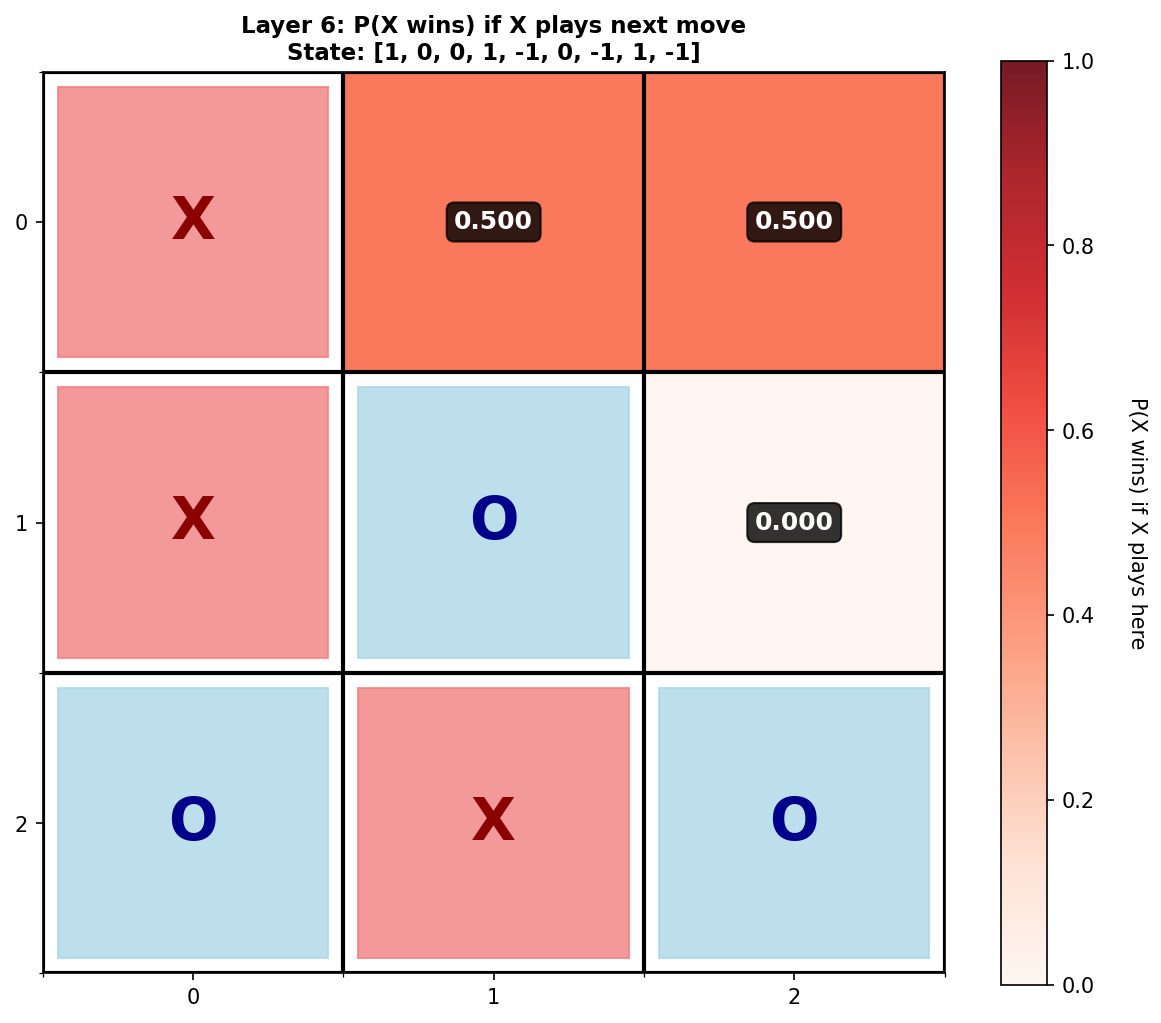 Layer 6: P(X wins) if X plays next move
State: [1, 0, 0, 1, -1, 0, -1, 1, -1]
0
X
0.500
0.500
1
X
O
0.000
2
O
X
O
0
1
2
1.0
0.8
0.6
0.4
0.2
0.0
P(X wins) if X plays here